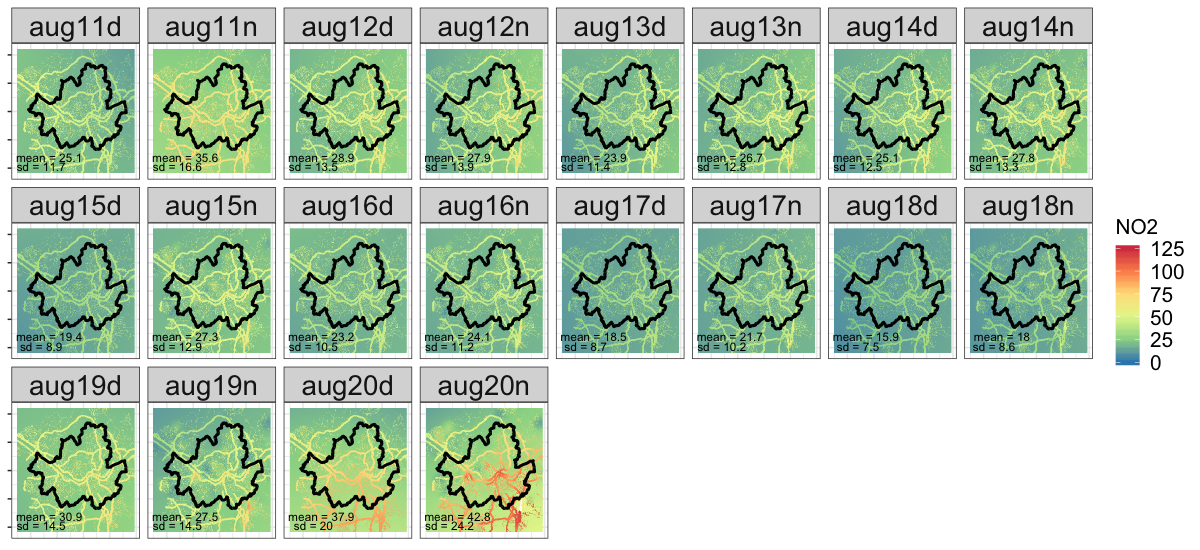 aug11d aug11n aug12d aug12n aug13d aug13n aug14d aug14n
mean = 25.1 mean = 35.6 mean = 28.9 mean = 27.9 mean = 23.9 mean = 26.7 mean = 25.1 mean = 27.8
sd = 11.7 sd = 16.6 sd = 13.5 sd = 13.9 sd = 11.4 sd = 12.8 sd = 12.5 sd = 13.3
aug15d aug15n aug16d aug16n aug17d aug17n aug18d aug18n
mean = 19.4 mean = 27.3 mean = 23.2 mean = 24.1 mean = 18.5 mean = 21.7 mean = 15.9 mean = 18
sd = 8.9 sd = 12.9 sd = 10.5 sd = 11.2 sd = 8.7 sd = 10.2 sd = 7.5 sd = 8.6
aug19d aug19n aug20d aug20n
mean = 30.9 mean = 27.5 mean = 37.9 mean = 42.8
sd = 14.5 sd = 14.5 sd = 20 sd = 24.2
NO2
125
100
75
50
25
0